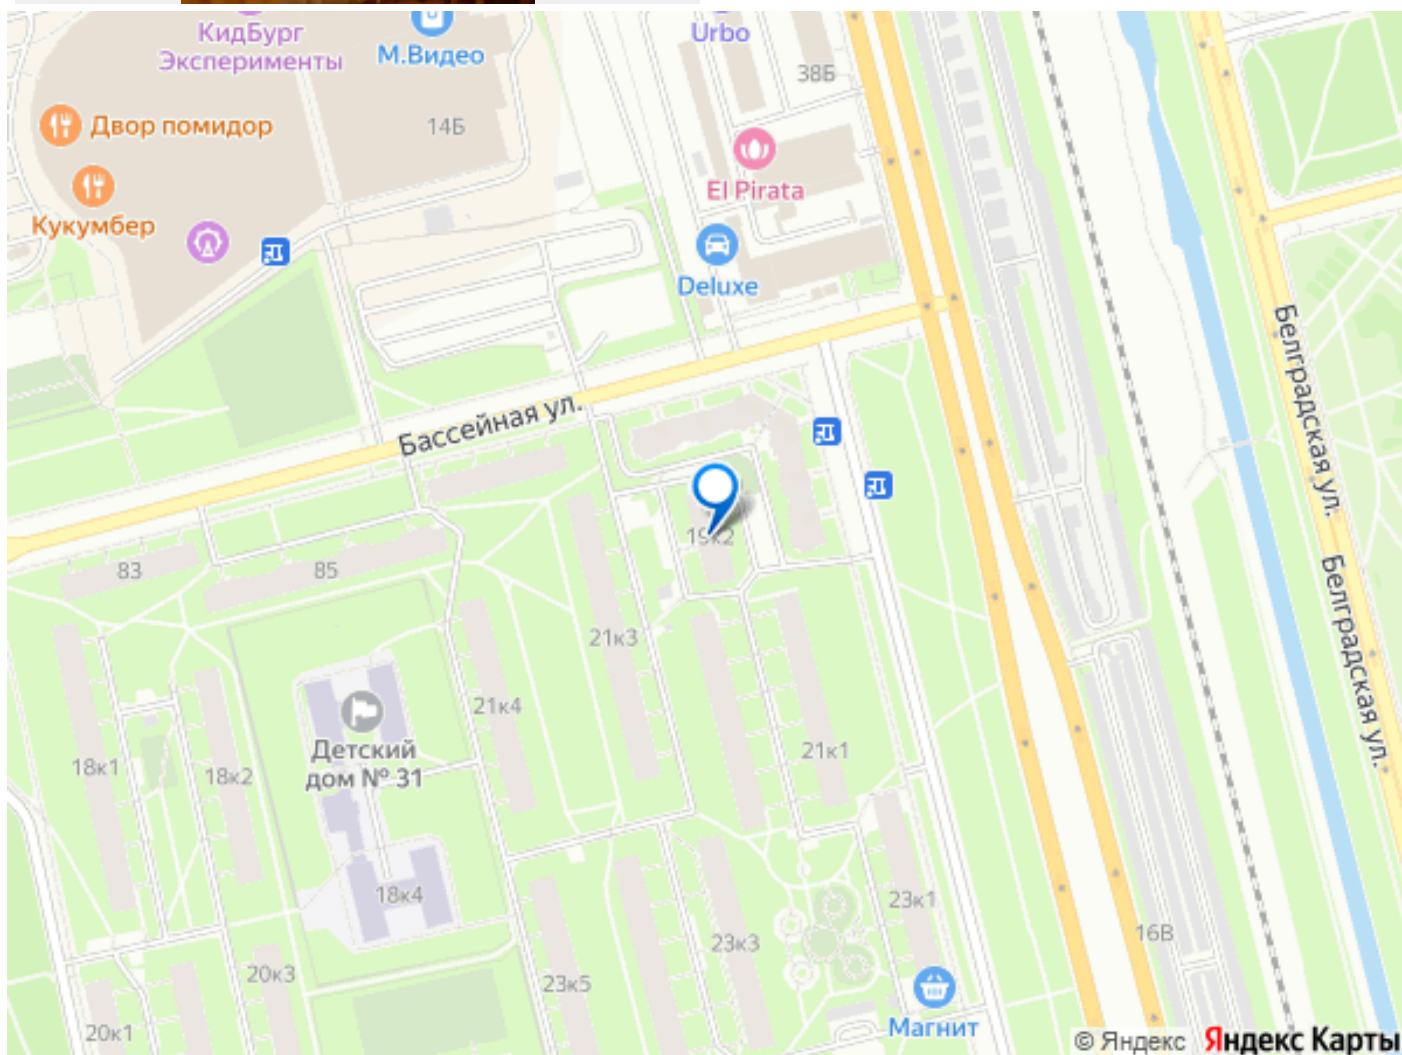 КидБург
Эксперименты
М.Видео
Urbo
38Б
Двор помидор
14Б
El Pirata
Кукумбер
Deluxe
Бассейная ул.
Белградская ул.
19к2
83
85
Белградская ул.
21к3
21к4
Детский
дом № 31
18к1
18к2
21к1
18к4
23к1
16В
23к3
20к3
23к5
20к1
Магнит
© Яндекс Яндекс Карты